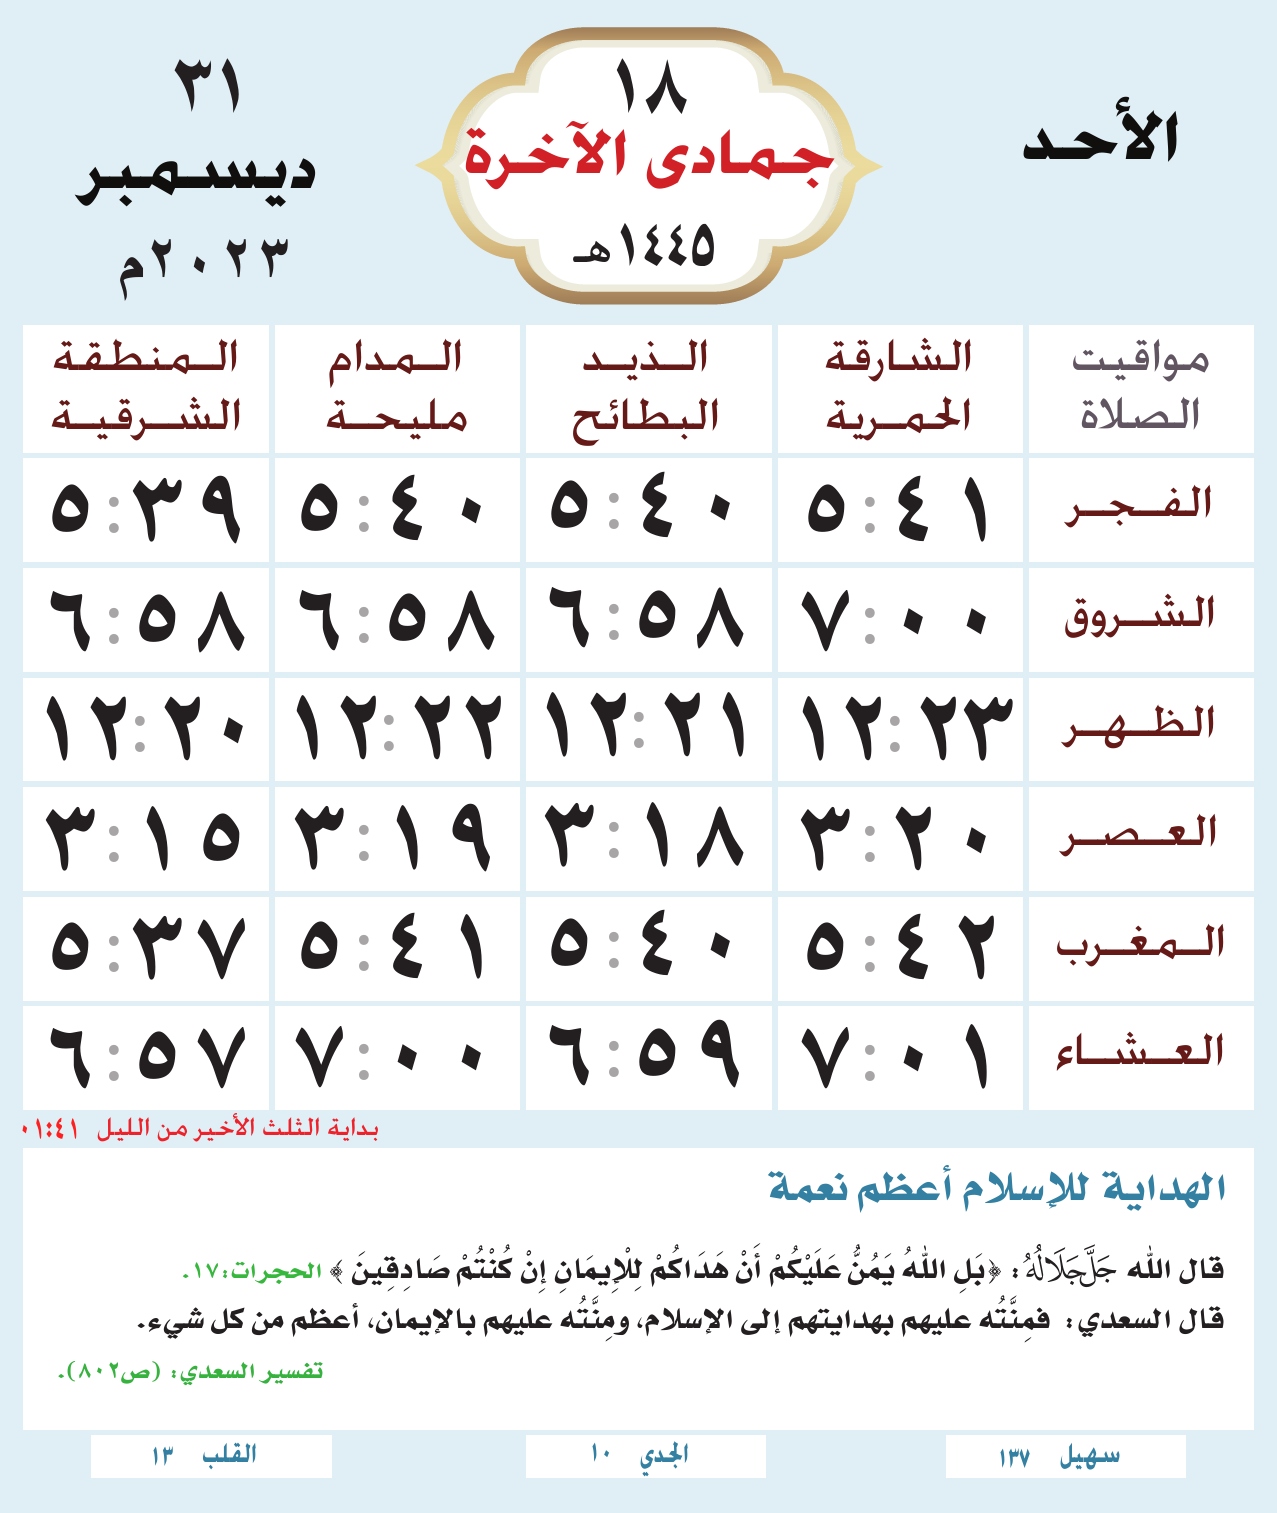 الأحد
١٨
جمادى الآخرة
١٤٤٥هـ
٣١
ديسمبر
٢٠٢٣م
مواقيت الصلاة
الشارقة الحمرية
الذيد البطائح
المدام مليحة
المنطقة الشرقية
الفجر ٥:٤١ ٥:٤٠ ٥:٤٠ ٥:٣٩
الشروق ٧:٠٠ ٦:٥٨ ٦:٥٨ ٦:٥٨
الظهر ١٢:٢٣ ١٢:٢١ ١٢:٢٢ ١٢:٢٠
العصر ٣:٢٠ ٣:١٨ ٣:١٩ ٣:١٥
المغرب ٥:٤٢ ٥:٤٠ ٥:٤١ ٥:٣٧
العشاء ٧:٠١ ٦:٥٩ ٧:٠٠ ٦:٥٧
بداية الثلث الأخير من الليل ٠١:٤١
الهداية للإسلام أعظم نعمة
قال الله جَلَّجَلَالُهُ: ﴿بَلِ اللهُ يَمُنُّ عَلَيْكُمْ أَنْ هَدَاكُمْ لِلْإِيمَانِ إِنْ كُنْتُمْ صَادِقِينَ ﴾ الحجرات:١٧.
قال السعدي: فمِنَّتُه عليهم بهدايتهم إلى الإسلام، ومِنَّتُه عليهم بالإيمان، أعظم من كل شيء.
تفسير السعدي: (ص٨٠٢).
سهيل ١٣٧
الجدي ١٠
القلب ١٣